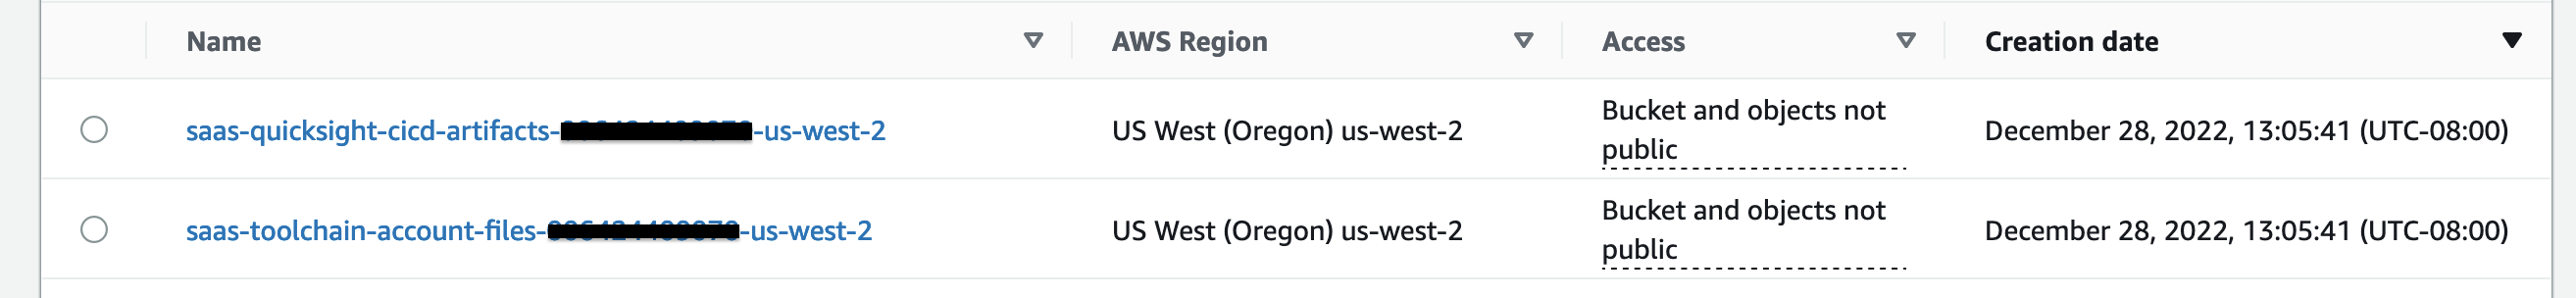 Name AWS Region Access Creation date
saas-quicksight-cicd-artifacts- -us-west-2 US West (Oregon) us-west-2 Bucket and objects not public December 28, 2022, 13:05:41 (UTC-08:00)
saas-toolchain-account-files- -us-west-2 US West (Oregon) us-west-2 Bucket and objects not public December 28, 2022, 13:05:41 (UTC-08:00)